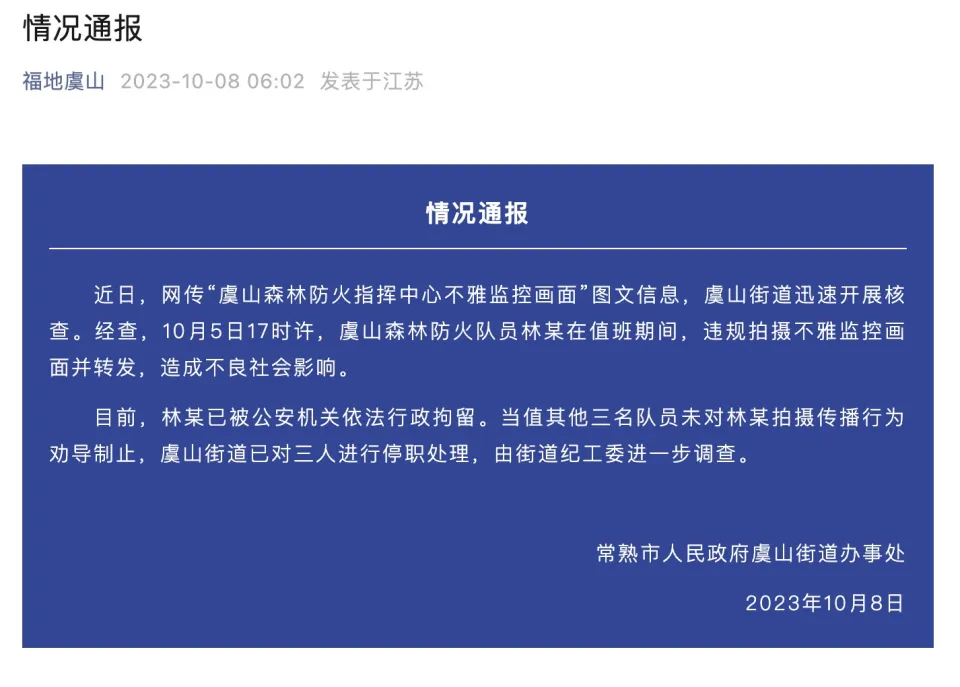 情况通报
福地虞山 2023-10-08 06:02 发表于江苏
情况通报
近日，网传“虞山森林防火指挥中心不雅监控画面”图文信息，虞山街道迅速开展核
查。经查，10月5日17时许，虞山森林防火队员林某在值班期间，违规拍摄不雅监控画
面并转发，造成不良社会影响。
目前，林某已被公安机关依法行政拘留。当值其他三名队员未对林某拍摄传播行为
劝导制止，虞山街道已对三人进行停职处理，由街道纪工委进一步调查。
常熟市人民政府虞山街道办事处
2023年10月8日